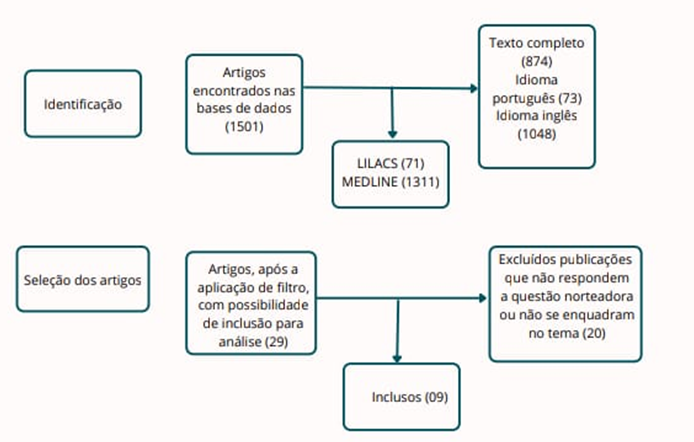 Identificação
Artigos
encontrados nas
bases de dados
(1501)
Texto completo
(874)
Idioma
português (73)
Idioma inglês
(1048)
LILACS (71)
MEDLINE (1311)
Seleção dos artigos
Artigos, após a
aplicação de filtro,
com possibilidade
de inclusão para
análise (29)
Excluídos publicações
que não respondem
a questão norteadora
ou não se enquadram
no tema (20)
Inclusos (09)